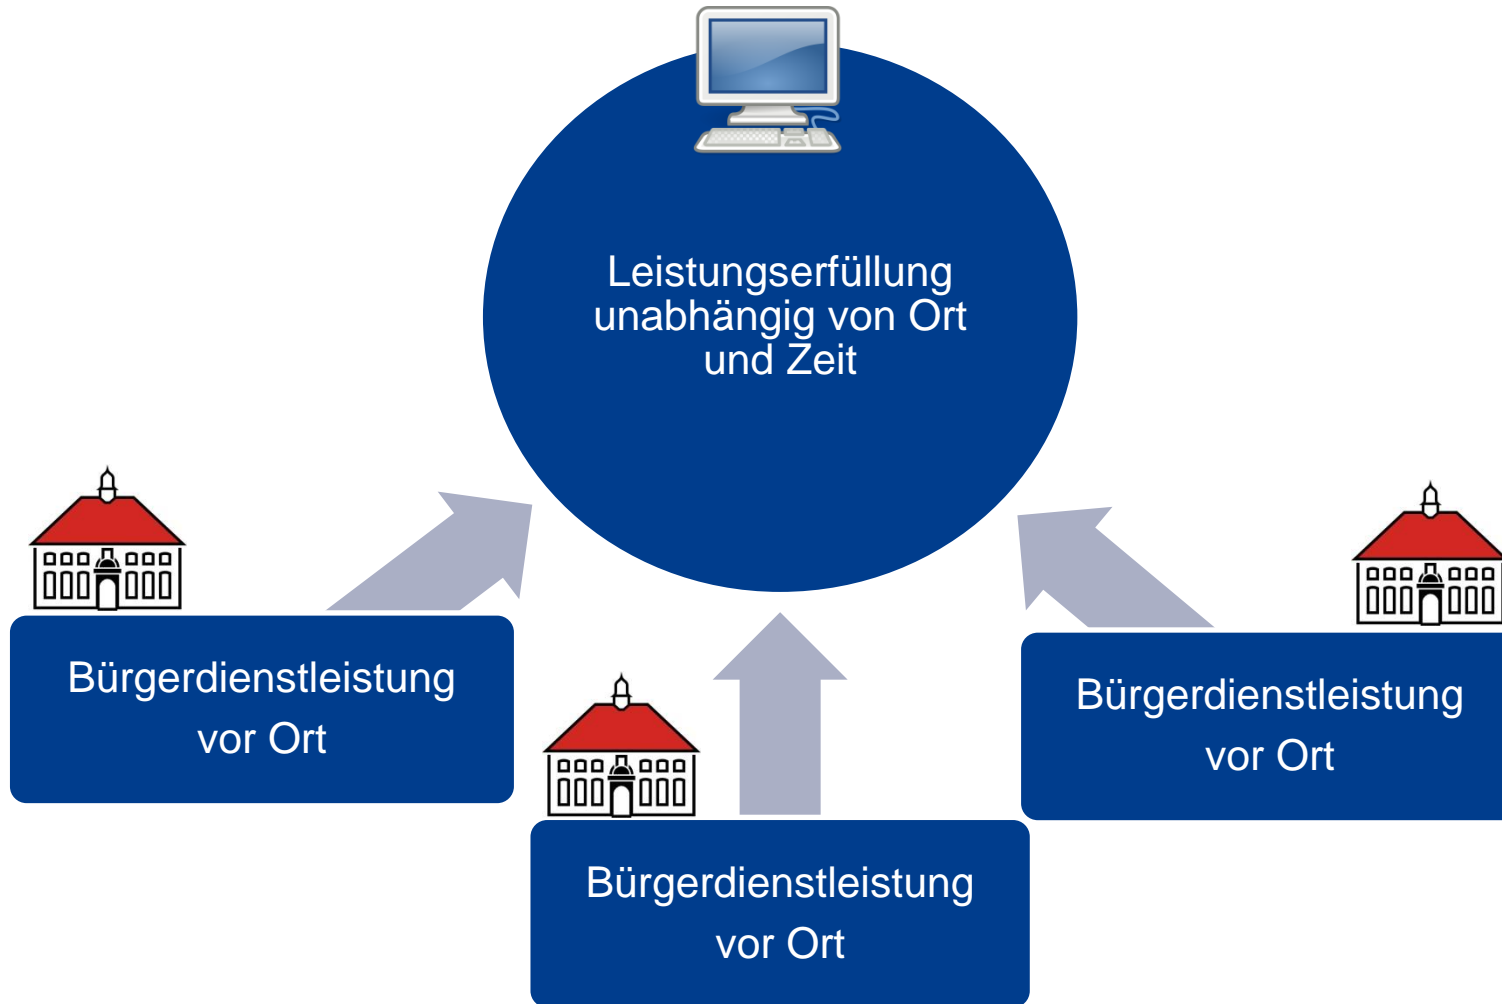 Leistungserfüllung
unabhängig von Ort
und Zeit
Bürgerdienstleistung
vor Ort
Bürgerdienstleistung
vor Ort
Bürgerdienstleistung
vor Ort